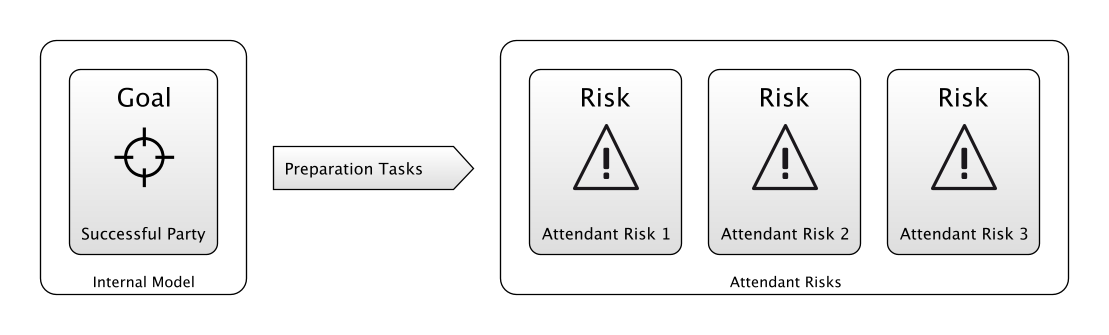 Goal
Successful Party
Internal Model
Preparation Tasks
Risk
Attendant Risk 1
Risk
Attendant Risk 2
Risk
Attendant Risk 3
Attendant Risks